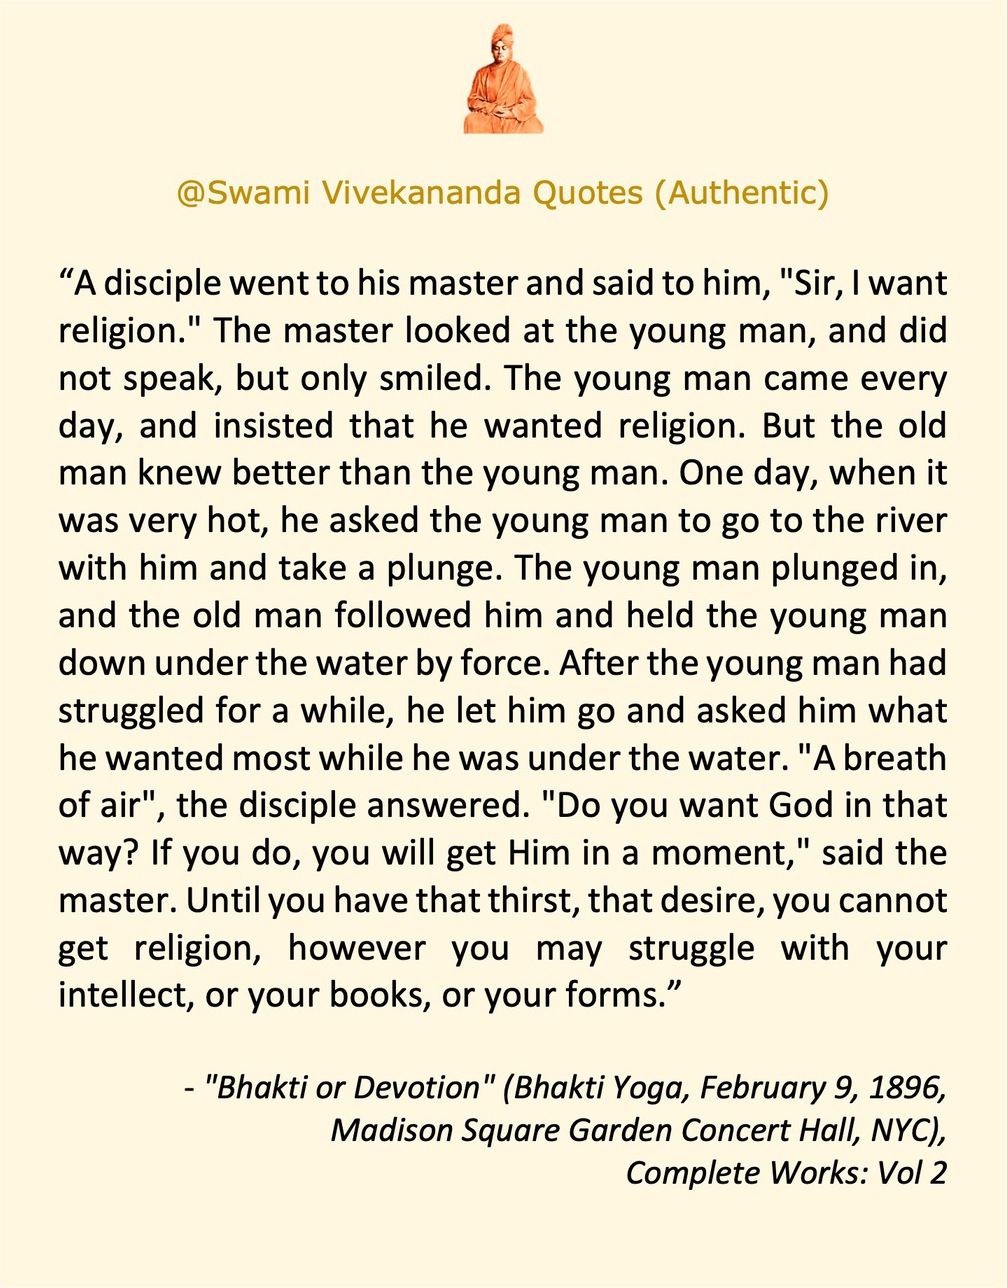 @Swami Vivekananda Quotes (Authentic)
“A disciple went to his master and said to him, "Sir, I want
religion." The master looked at the young man, and did
not speak, but only smiled. The young man came every
day, and insisted that he wanted religion. But the old
man knew better than the young man. One day, when it
was very hot, he asked the young man to go to the river
with him and take a plunge. The young man plunged in,
and the old man followed him and held the young man
down under the water by force. After the young man had
struggled for a while, he let him go and asked him what
he wanted most while he was under the water. "A breath
of air", the disciple answered. "Do you want God in that
way? If you do, you will get Him in a moment," said the
master. Until you have that thirst, that desire, you cannot
get religion, however you may struggle with your
intellect, or your books, or your forms.”
- "Bhakti or Devotion" (Bhakti Yoga, February 9, 1896,
Madison Square Garden Concert Hall, NYC),
Complete Works: Vol 2